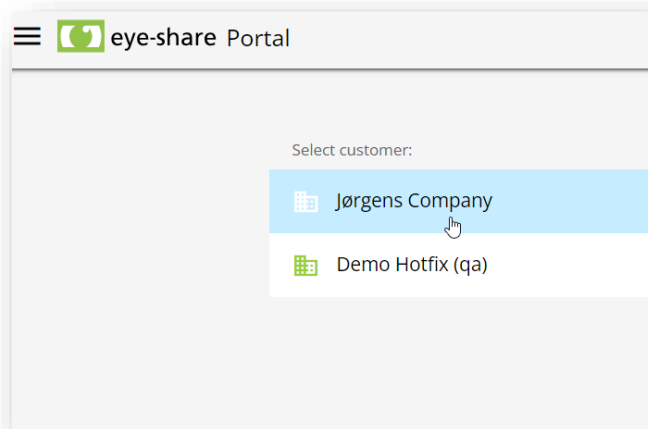 eye-share Portal
Select customer:
Jørgens Company
Demo Hotfix (qa)